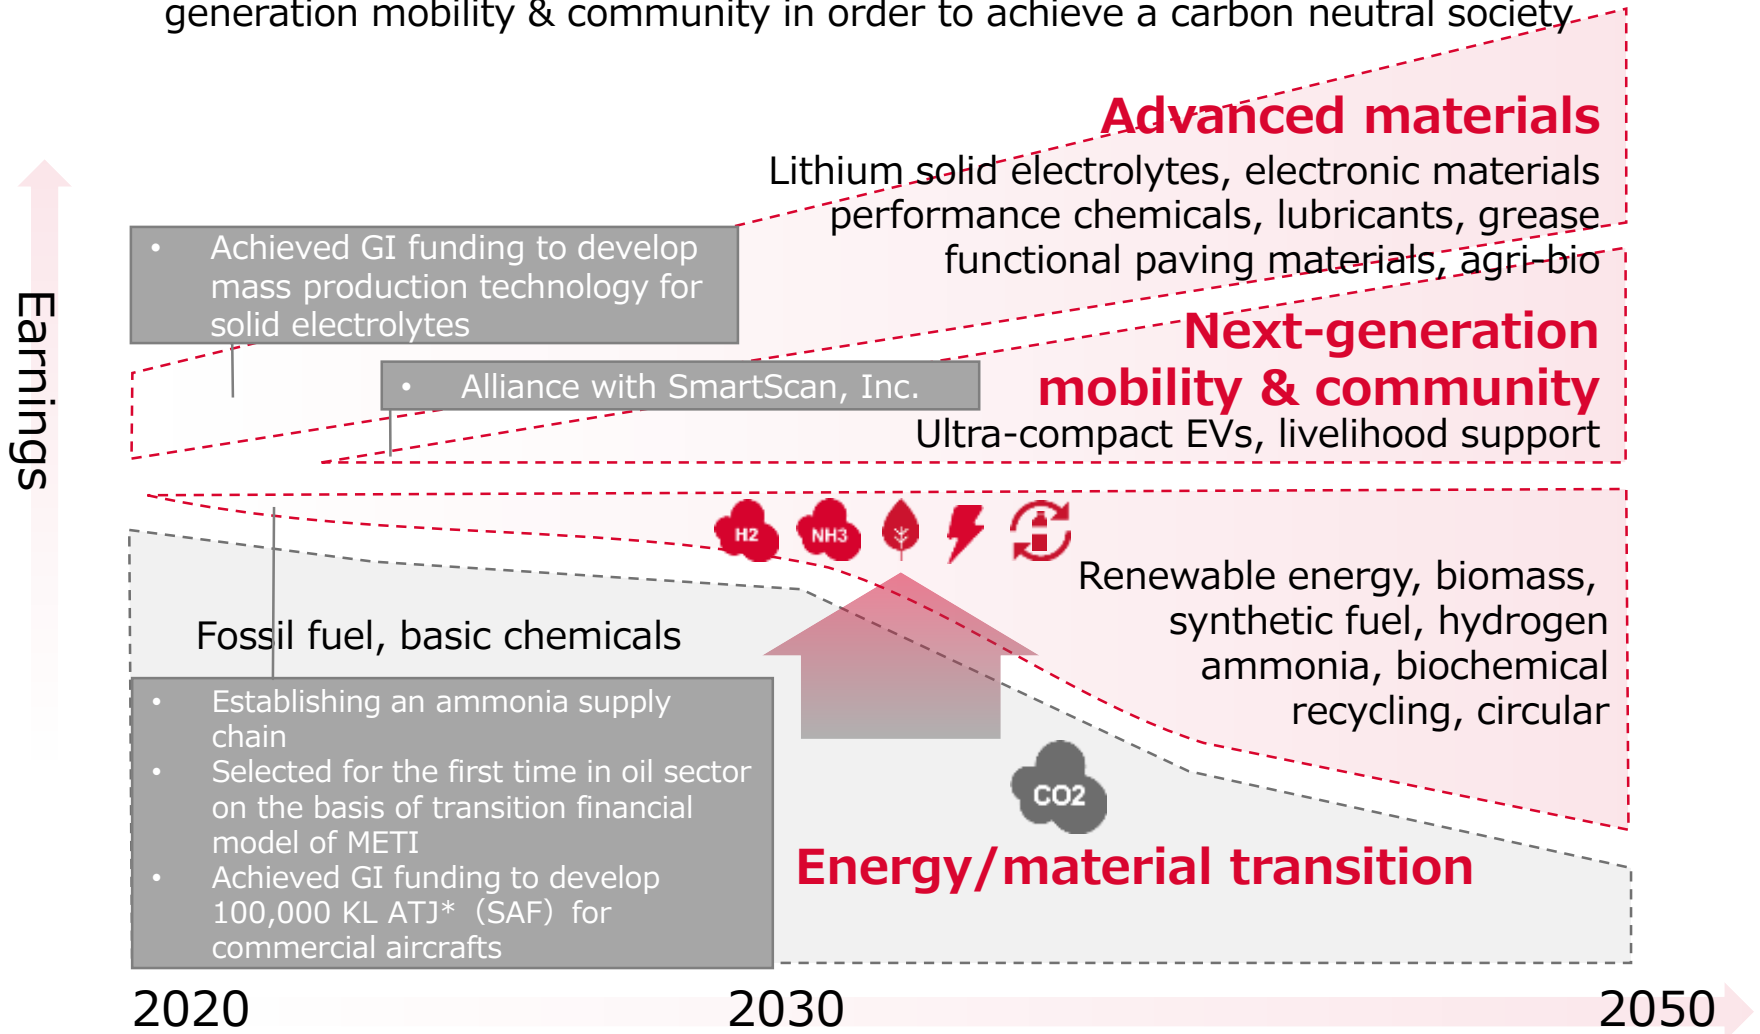 generation mobility & community in order to achieve a carbon neutral society
Advanced materials
Lithium solid electrolytes, electronic materials
performance chemicals, lubricants, grease
functional paving materials, agri-bio
• Achieved GI funding to develop
mass production technology for
solid electrolytes
Earnings
Next-generation
mobility & community
Ultra-compact EVs, livelihood support
• Alliance with SmartScan, Inc.
H2
NH3
Renewable energy, biomass,
synthetic fuel, hydrogen
ammonia, biochemical
recycling, circular
Fossil fuel, basic chemicals
• Establishing an ammonia supply
chain
• Selected for the first time in oil sector
on the basis of transition financial
model of METI
• Achieved GI funding to develop
100,000 KL ATJ*（SAF）for
commercial aircrafts
CO2
Energy/material transition
2020
2030
2050